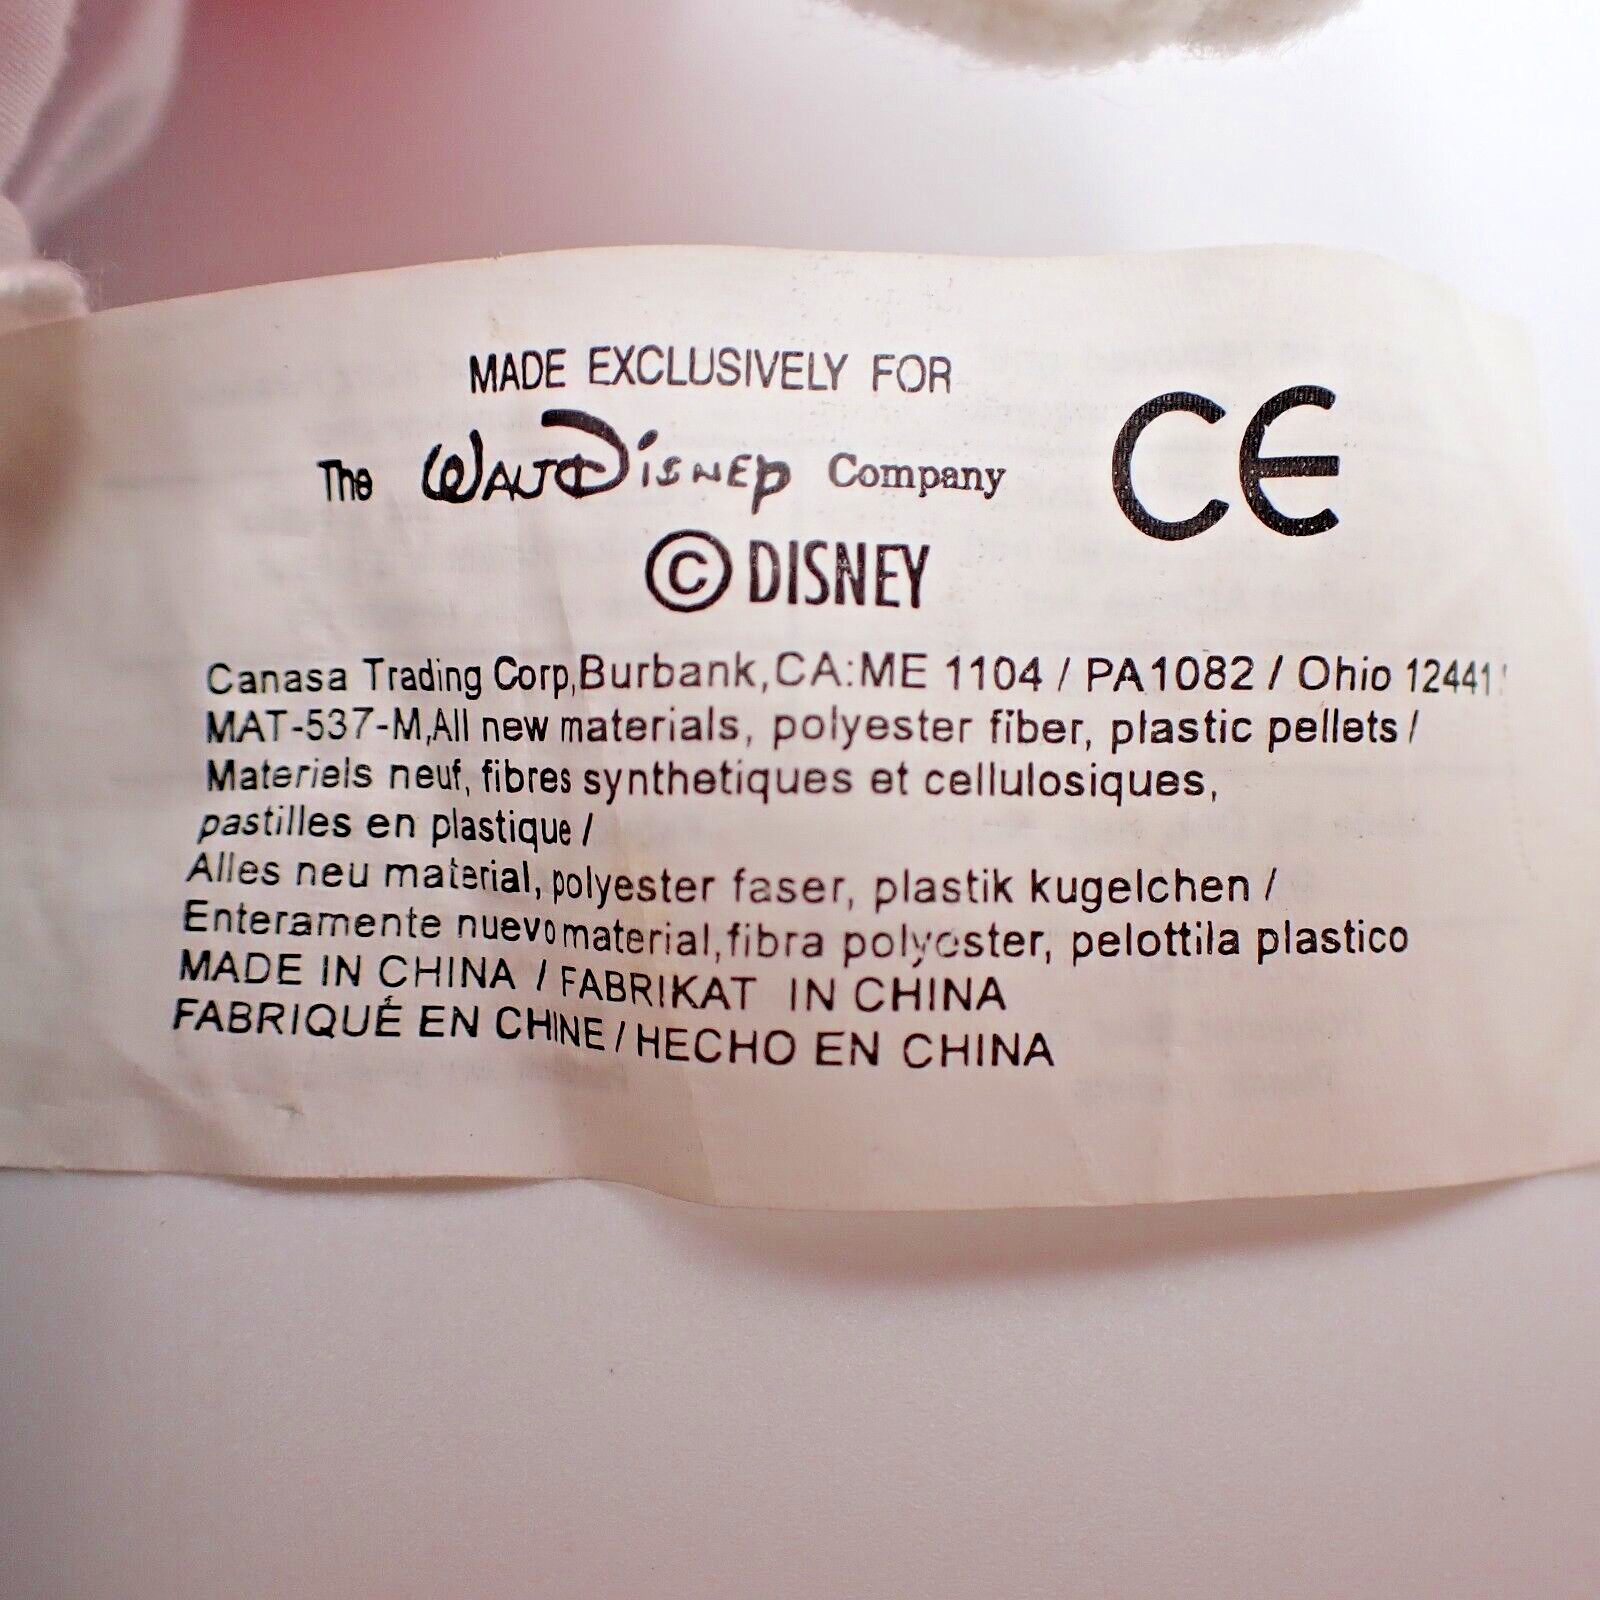 MADE EXCLUSIVELY FOR
The WALT DISNEY Company
CE
© DISNEY
Canasa Trading Corp,Burbank,CA:ME 1104 / PA1082 / Ohio 12441
MAT-537-M,All new materials, polyester fiber, plastic pellets /
Materiels neuf, fibres synthetiques et cellulosiques,
pastilles en plastique /
Alles neu material, polyester faser, plastik kugelchen /
Enteramente nuevo material, fibra polyester, pelottila plastico
MADE IN CHINA / FABRIKAT IN CHINA
FABRIQUÉ EN CHINE / HECHO EN CHINA